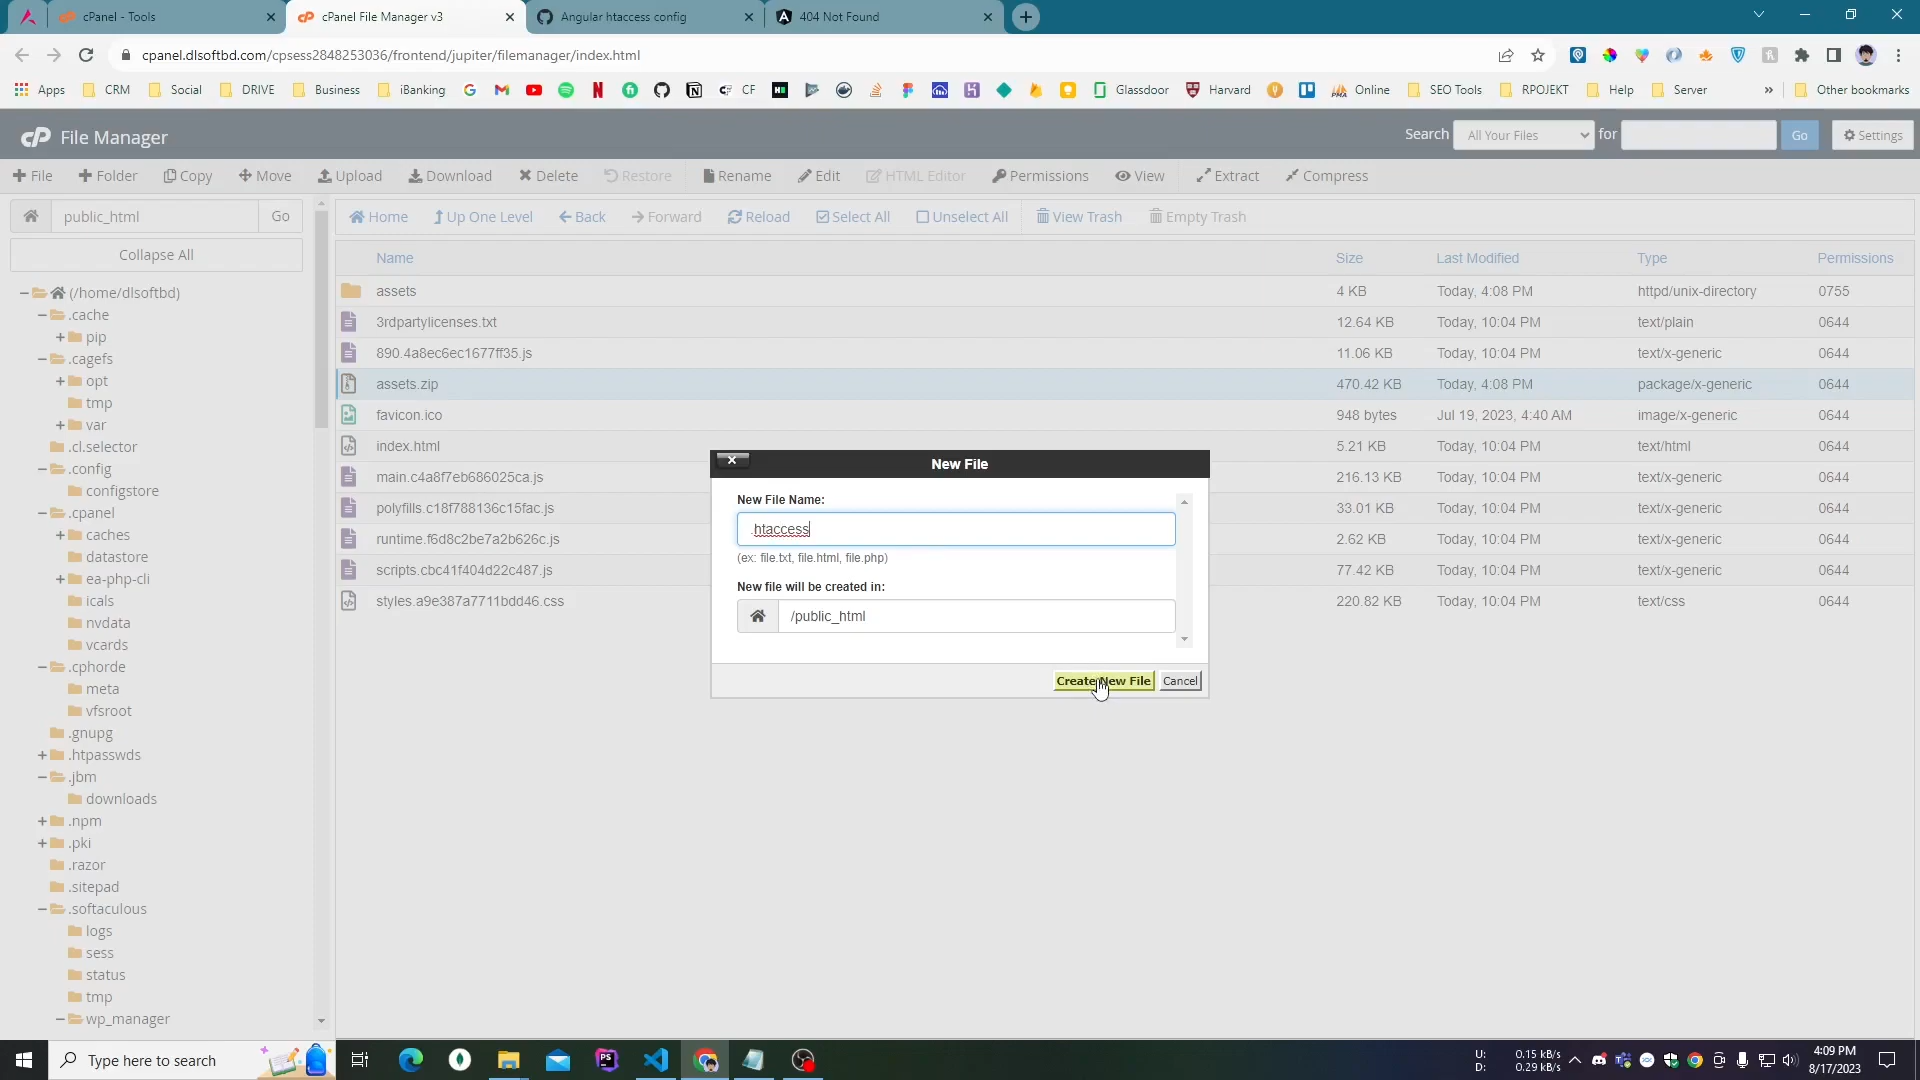 cPanel - Tools
cPanel File Manager v3
Angular htaccess config
404 Not Found
cpanel.dlsoftbd.com/cpsess2848253036/frontend/jupiter/filemanager/index.html
Apps
CRM
Social
DRIVE
Business
iBanking
CF
Glassdoor
Harvard
Online
SEO Tools
RPOJEKT
Help
Server
»
Other bookmarks
cP File Manager
Search All Your Files for Go Settings
File Folder Copy Move Upload Download Delete Restore Rename Edit HTML Editor Permissions View Extract Compress
public_html Go
Collapse All
(/home/dlsoftbd)
.cache
pip
.cagefs
opt
tmp
var
.cl.selector
.config
configstore
.cpanel
caches
datastore
ea-php-cli
icals
nvdata
vcards
.cphorde
meta
vfsroot
.gnupg
.htpasswds
.jbm
downloads
.npm
.pki
.razor
.sitepad
.softaculous
logs
sess
status
tmp
wp_manager
Home Up One Level Back Forward Reload Select All Unselect All View Trash Empty Trash
Name Size Last Modified Type Permissions
assets 4 KB Today, 4:08 PM httpd/unix-directory 0755
3rdpartylicenses.txt 12.64 KB Today, 10:04 PM text/plain 0644
890.4a8ec6ec1677ff35.js 11.06 KB Today, 10:04 PM text/x-generic 0644
assets.zip 470.42 KB Today, 4:08 PM package/x-generic 0644
favicon.ico 948 bytes Jul 19, 2023, 4:40 AM image/x-generic 0644
index.html 5.21 KB Today, 10:04 PM text/html 0644
main.c4a8f7eb686025ca.js 216.13 KB Today, 10:04 PM text/x-generic 0644
polyfills.c18f788136c15fac.js 33.01 KB Today, 10:04 PM text/x-generic 0644
runtime.f6d8c2be7a2b626c.js 2.62 KB Today, 10:04 PM text/x-generic 0644
scripts.cbc41f404d22c487.js 77.42 KB Today, 10:04 PM text/x-generic 0644
styles.a9e387a7711bdd46.css 220.82 KB Today, 10:04 PM text/css 0644
New File
New File Name:
.htaccess
(ex: file.txt, file.html, file.php)
New file will be created in:
/public_html
Create New File Cancel
Type here to search
U: 0.15 kB/s
D: 0.29 kB/s
4:09 PM
8/17/2023